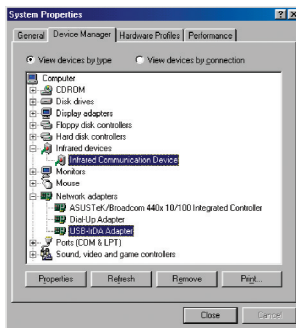 System Properties
General Device Manager Hardware Profiles Performance
View devices by type View devices by connection
Computer
CDROM
Disk drives
Display adapters
Floppy disk controllers
Hard disk controllers
Infrared devices
Infrared Communication Device
Monitors
Mouse
Network adapters
ASUSTeK/Broadcom 440x 10/100 Integrated Controller
Dial-Up Adapter
USB-IrDA Adapter
Ports (COM & LPT)
Sound, video and game controllers
Properties Refresh Remove Print...
Close Cancel